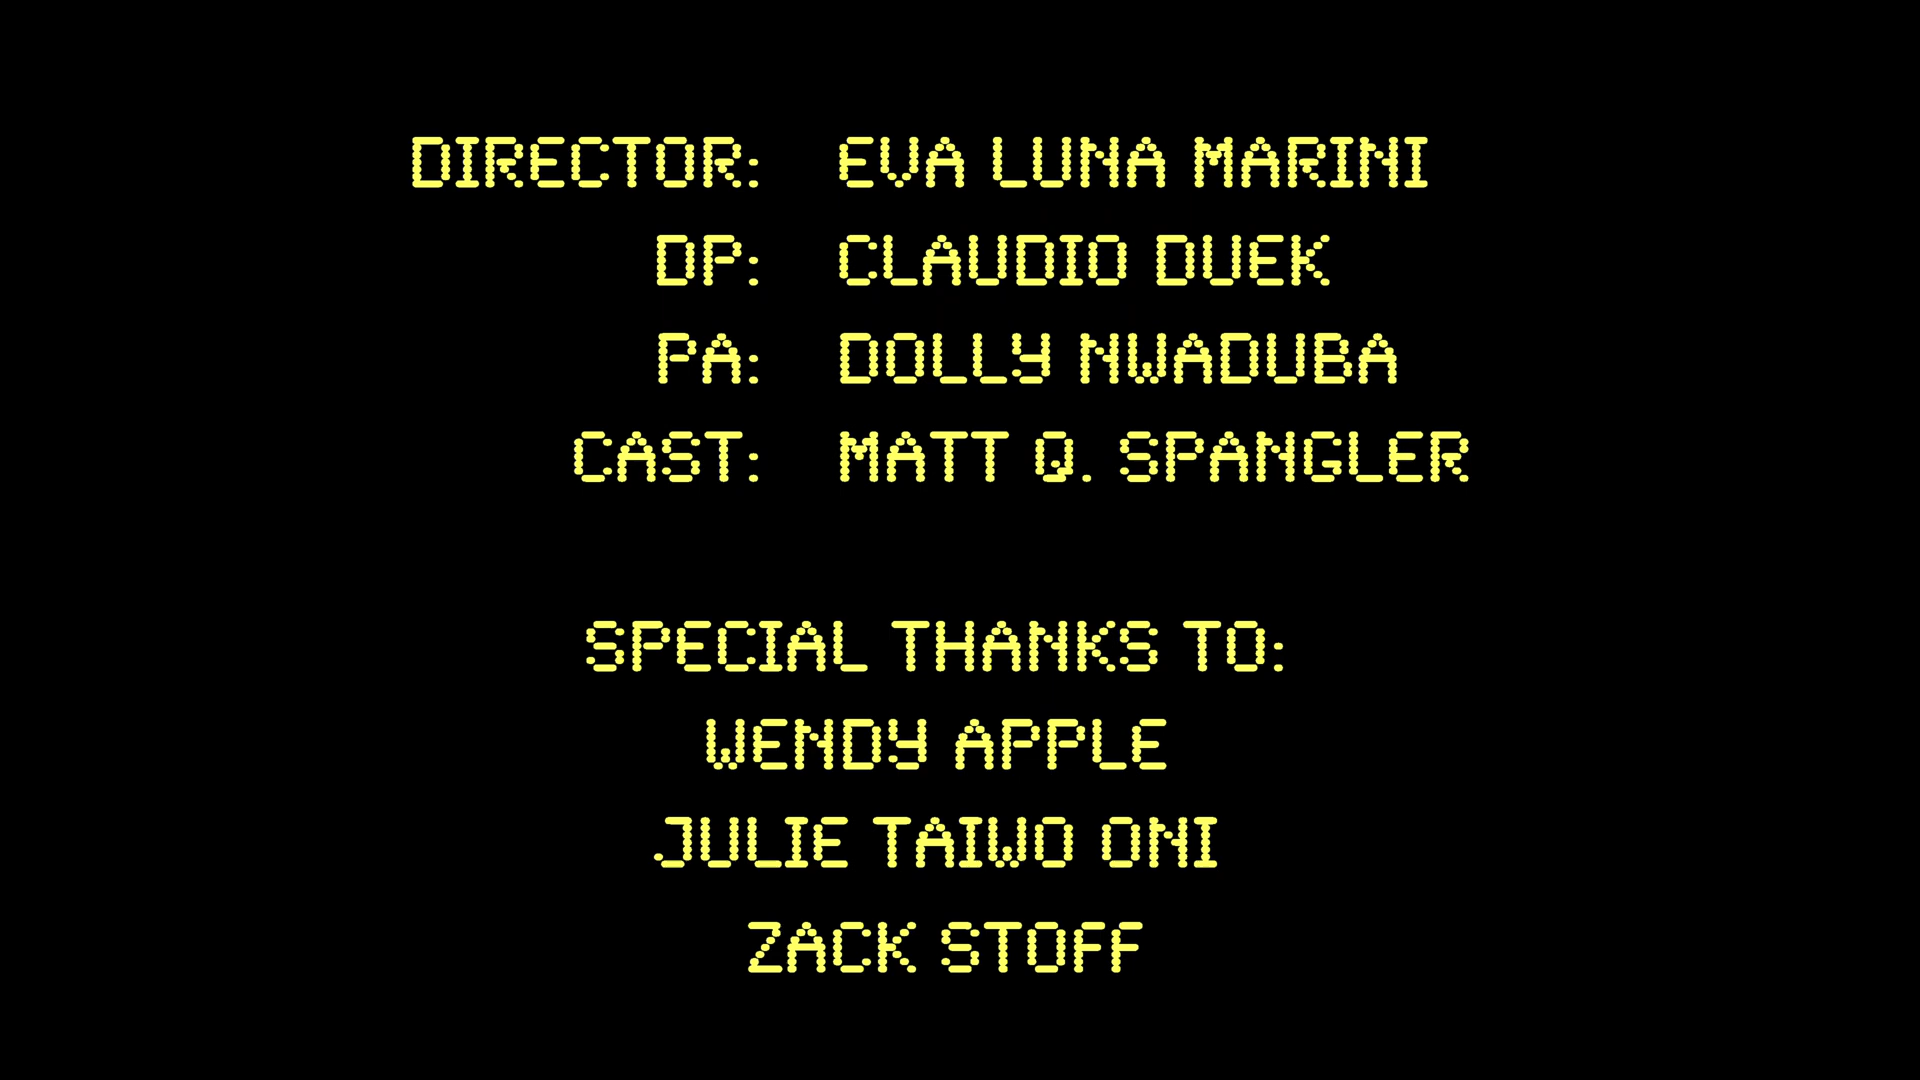 DIRECTOR: EVA LUNA MARINI
DP: CLAUDIO DUEK
PA: DOLLY NWADUBA
CAST: MATT Q. SPANGLER
SPECIAL THANKS TO:
WENDY APPLE
JULIE TAIWO ONI
ZACK STOFF